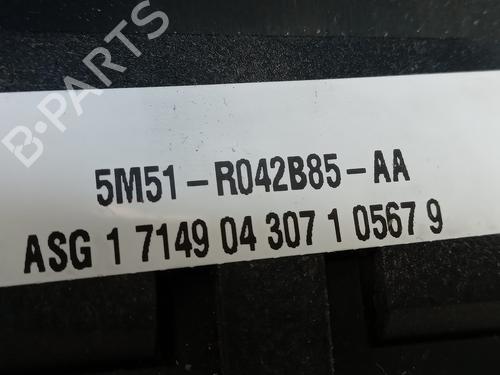 B-PARTS
5M51-R042B85-AA
ASG 1 7149 04 307 1 0567 9